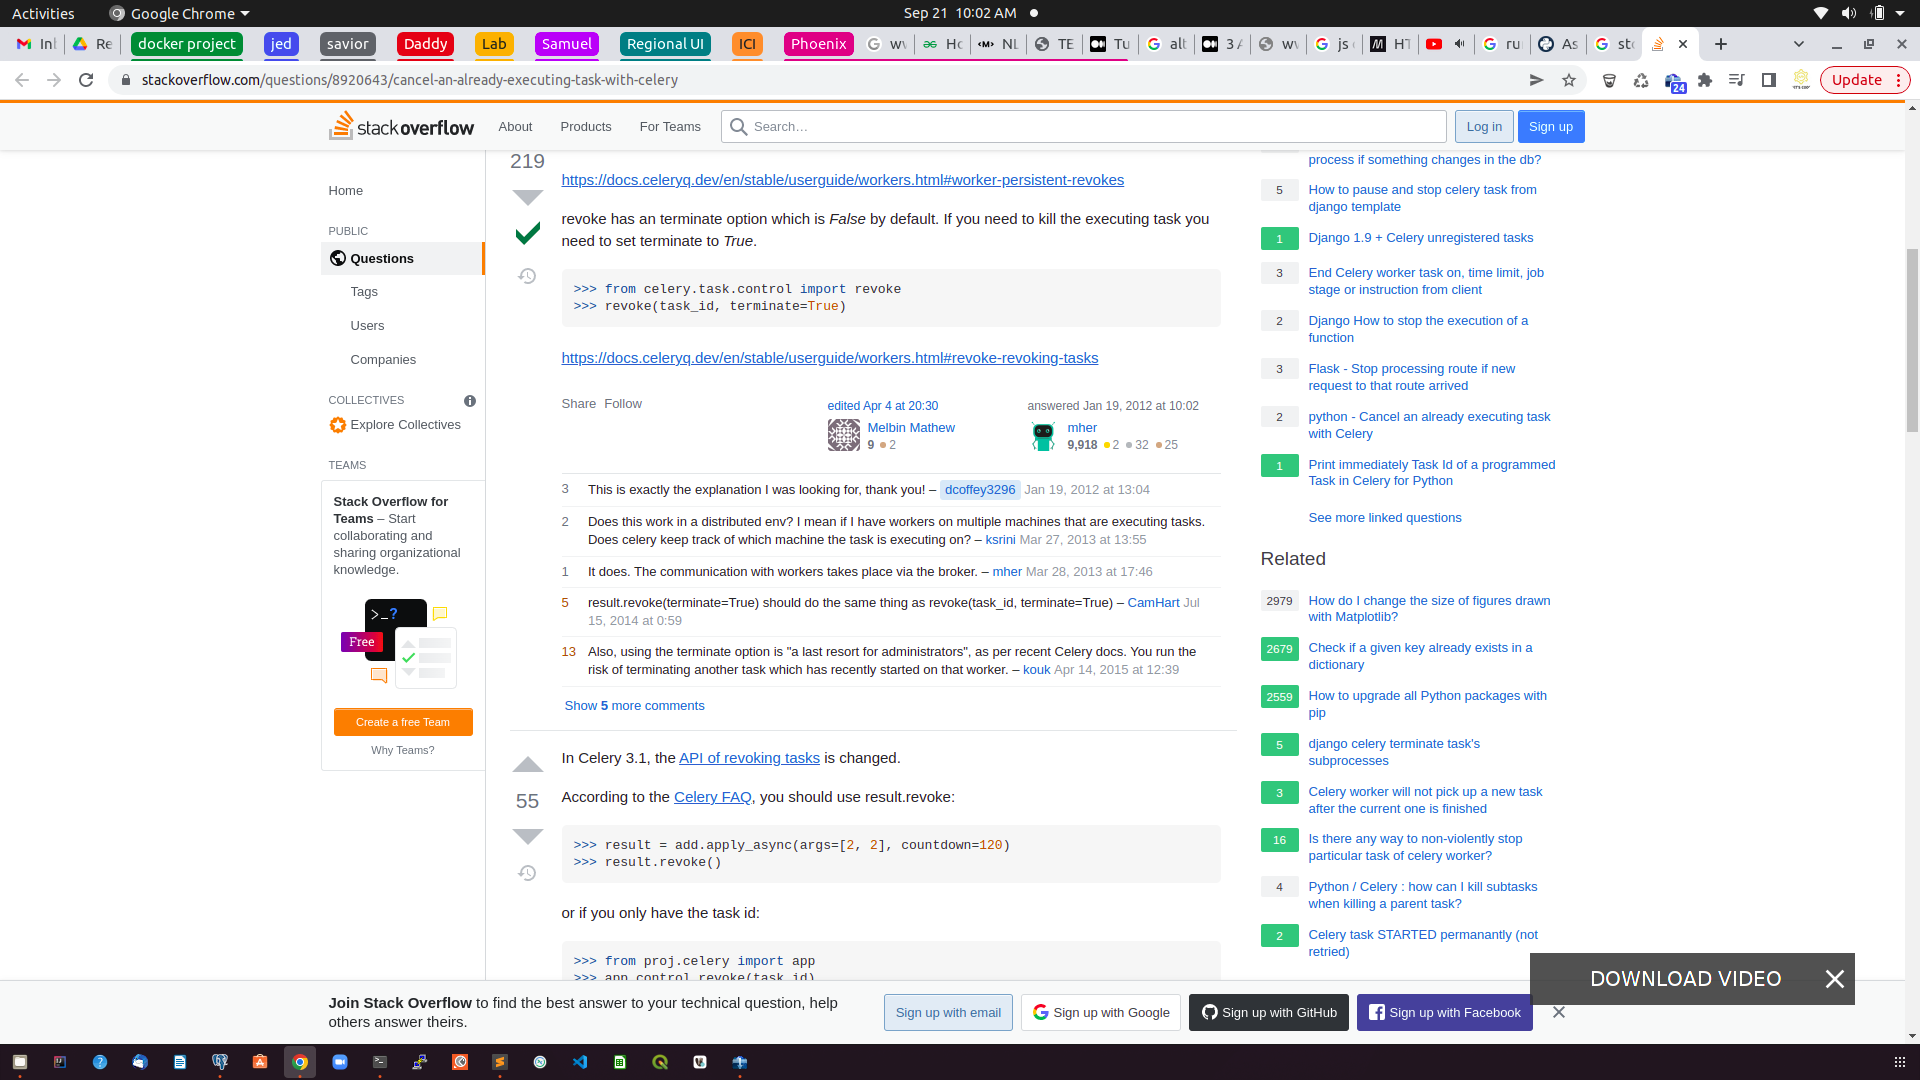 Activities
Google Chrome
Sep 21 10:02 AM
docker project
jed
savior
Daddy
Lab
Samuel
Regional UI
ICI
Phoenix
stackoverflow.com/questions/8920643/cancel-an-already-executing-task-with-celery
24
Update
stackoverflow
About
Products
For Teams
Search…
Log in
Sign up
Home
PUBLIC
Questions
Tags
Users
Companies
COLLECTIVES
Explore Collectives
TEAMS
Stack Overflow for
Teams – Start
collaborating and
sharing organizational
knowledge.
>_?
Free
Create a free Team
Why Teams?
219
https://docs.celeryq.dev/en/stable/userguide/workers.html#worker-persistent-revokes
revoke has an terminate option which is False by default. If you need to kill the executing task you
need to set terminate to True.
>>> from celery.task.control import revoke
>>> revoke(task_id, terminate=True)
https://docs.celeryq.dev/en/stable/userguide/workers.html#revoke-revoking-tasks
Share Follow
edited Apr 4 at 20:30
Melbin Mathew
9 2
answered Jan 19, 2012 at 10:02
mher
9,918 2 32 25
3 This is exactly the explanation I was looking for, thank you! – dcoffey3296 Jan 19, 2012 at 13:04
2 Does this work in a distributed env? I mean if I have workers on multiple machines that are executing tasks.
Does celery keep track of which machine the task is executing on? – ksrini Mar 27, 2013 at 13:55
1 It does. The communication with workers takes place via the broker. – mher Mar 28, 2013 at 17:46
5 result.revoke(terminate=True) should do the same thing as revoke(task_id, terminate=True) – CamHart Jul
15, 2014 at 0:59
13 Also, using the terminate option is "a last resort for administrators", as per recent Celery docs. You run the
risk of terminating another task which has recently started on that worker. – kouk Apr 14, 2015 at 12:39
Show 5 more comments
55
In Celery 3.1, the API of revoking tasks is changed.
According to the Celery FAQ, you should use result.revoke:
>>> result = add.apply_async(args=[2, 2], countdown=120)
>>> result.revoke()
or if you only have the task id:
>>> from proj.celery import app
>>> app.control.revoke(task_id)
process if something changes in the db?
5 How to pause and stop celery task from
django template
1 Django 1.9 + Celery unregistered tasks
3 End Celery worker task on, time limit, job
stage or instruction from client
2 Django How to stop the execution of a
function
3 Flask - Stop processing route if new
request to that route arrived
2 python - Cancel an already executing task
with Celery
1 Print immediately Task Id of a programmed
Task in Celery for Python
See more linked questions
Related
2979 How do I change the size of figures drawn
with Matplotlib?
2679 Check if a given key already exists in a
dictionary
2559 How to upgrade all Python packages with
pip
5 django celery terminate task's
subprocesses
3 Celery worker will not pick up a new task
after the current one is finished
16 Is there any way to non-violently stop
particular task of celery worker?
4 Python / Celery : how can I kill subtasks
when killing a parent task?
2 Celery task STARTED permanantly (not
retried)
DOWNLOAD VIDEO
Join Stack Overflow to find the best answer to your technical question, help
others answer theirs.
Sign up with email
Sign up with Google
Sign up with GitHub
Sign up with Facebook